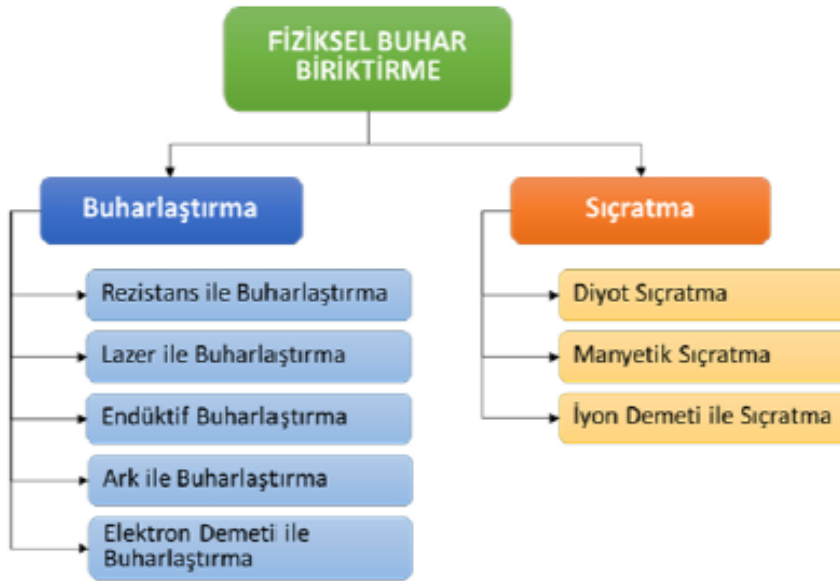 FİZİKSEL BUHAR
BİRİKTİRME
Buharlaştırma
Rezistans ile Buharlaştırma
Lazer ile Buharlaştırma
Endüktif Buharlaştırma
Ark ile Buharlaştırma
Elektron Demeti ile
Buharlaştırma
Sıçratma
Diyot Sıçratma
Manyetik Sıçratma
İyon Demeti ile Sıçratma